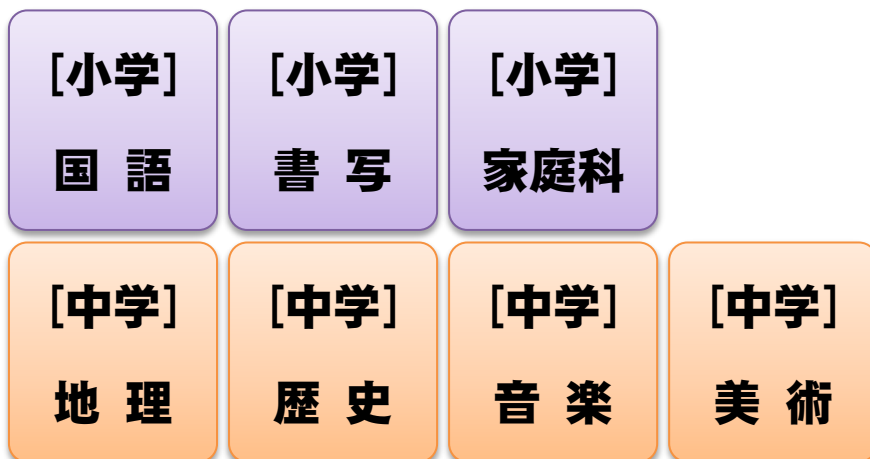 [小学]
国 語
[小学]
書 写
[小学]
家庭科
[中学]
地 理
[中学]
歴 史
[中学]
音 楽
[中学]
美 術